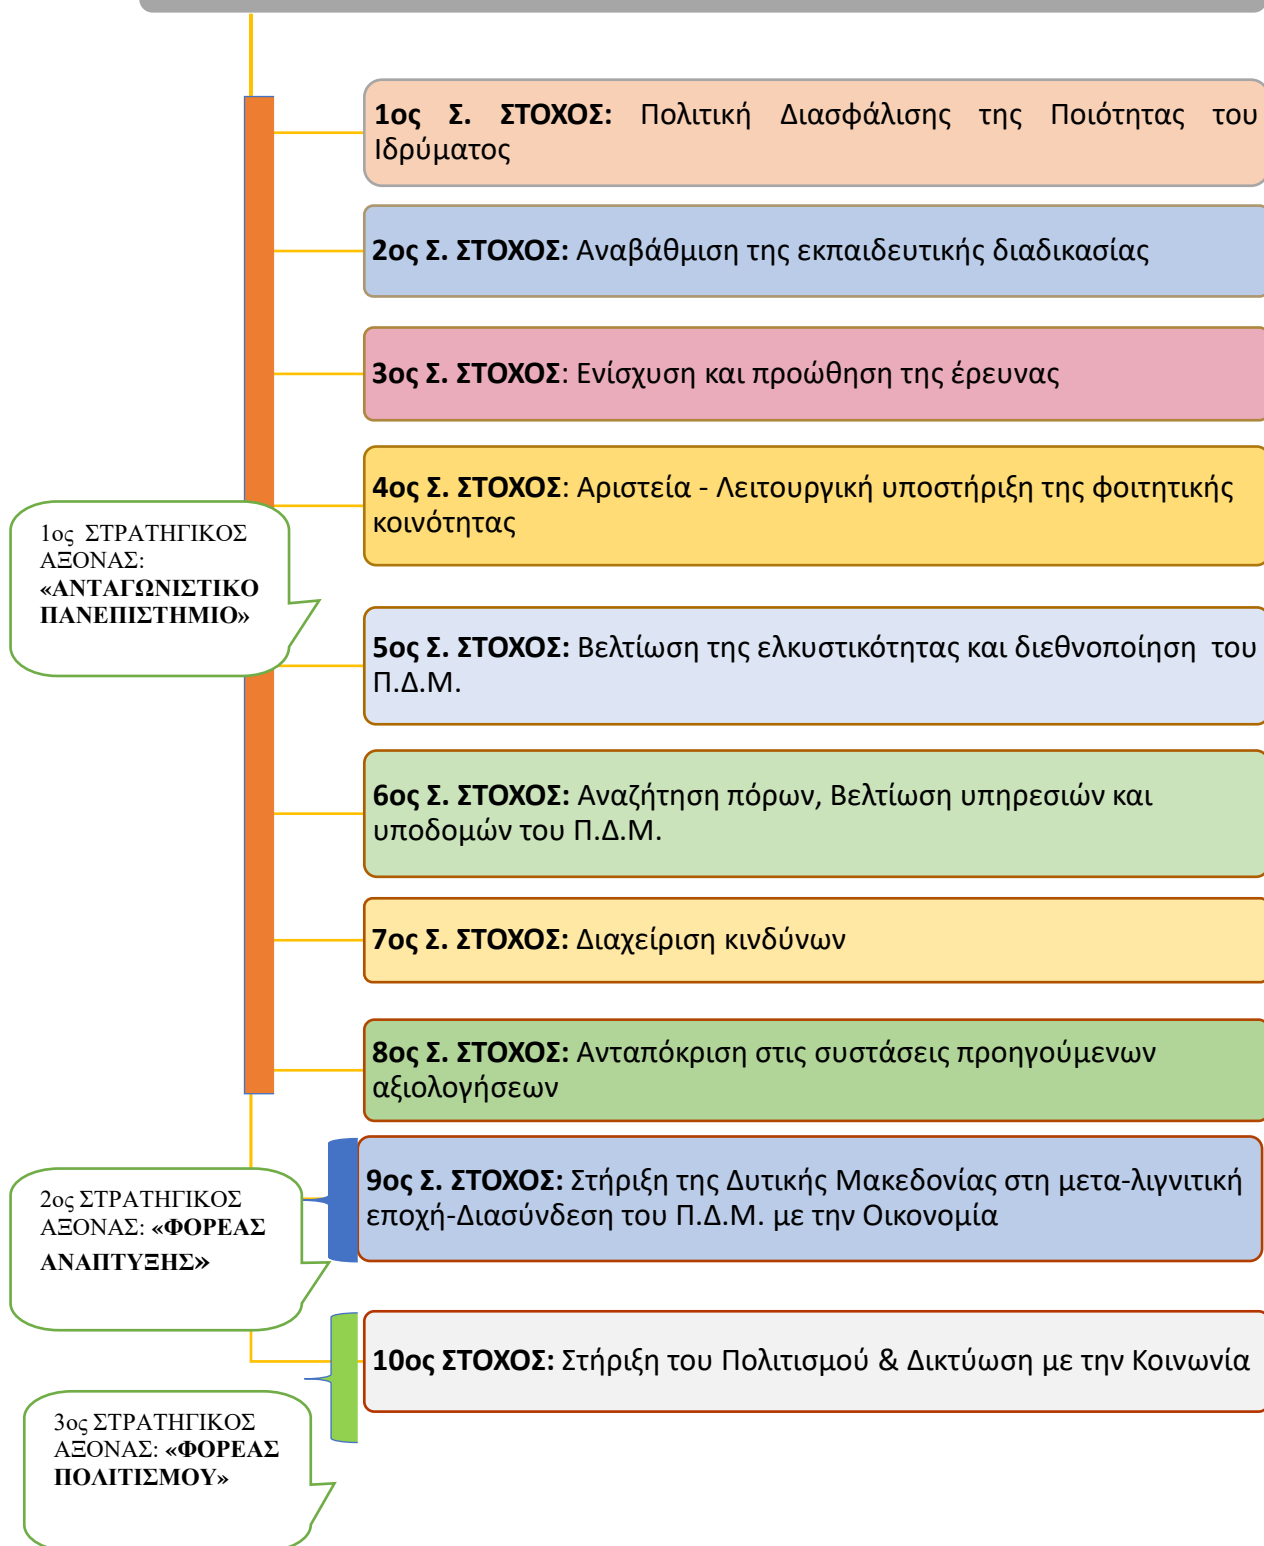 1ος Σ. ΣΤΟΧΟΣ: Πολιτική Διασφάλισης της Ποιότητας του
Ιδρύματος
2ος Σ. ΣΤΟΧΟΣ: Αναβάθμιση της εκπαιδευτικής διαδικασίας
3ος Σ. ΣΤΟΧΟΣ: Ενίσχυση και προώθηση της έρευνας
4ος Σ. ΣΤΟΧΟΣ: Αριστεία - Λειτουργική υποστήριξη της φοιτητικής
κοινότητας
1ος ΣΤΡΑΤΗΓΙΚΟΣ
ΑΞΟΝΑΣ:
«ΑΝΤΑΓΩΝΙΣΤΙΚΟ
ΠΑΝΕΠΙΣΤΗΜΙΟ»
5ος Σ. ΣΤΟΧΟΣ: Βελτίωση της ελκυστικότητας και διεθνοποίηση του
Π.Δ.Μ.
6ος Σ. ΣΤΟΧΟΣ: Αναζήτηση πόρων, Βελτίωση υπηρεσιών και
υποδομών του Π.Δ.Μ.
7ος Σ. ΣΤΟΧΟΣ: Διαχείριση κινδύνων
8ος Σ. ΣΤΟΧΟΣ: Ανταπόκριση στις συστάσεις προηγούμενων
αξιολογήσεων
2ος ΣΤΡΑΤΗΓΙΚΟΣ
ΑΞΟΝΑΣ: «ΦΟΡΕΑΣ
ΑΝΑΠΤΥΞΗΣ»
9ος Σ. ΣΤΟΧΟΣ: Στήριξη της Δυτικής Μακεδονίας στη μετα-λιγνιτική
εποχή-Διασύνδεση του Π.Δ.Μ. με την Οικονομία
10ος ΣΤΟΧΟΣ: Στήριξη του Πολιτισμού & Δικτύωση με την Κοινωνία
3ος ΣΤΡΑΤΗΓΙΚΟΣ
ΑΞΟΝΑΣ: «ΦΟΡΕΑΣ
ΠΟΛΙΤΙΣΜΟΥ»